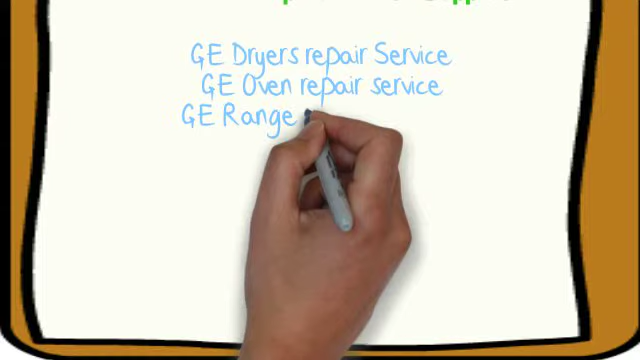 GE Dryers repair Service
GE Oven repair service
GE Range